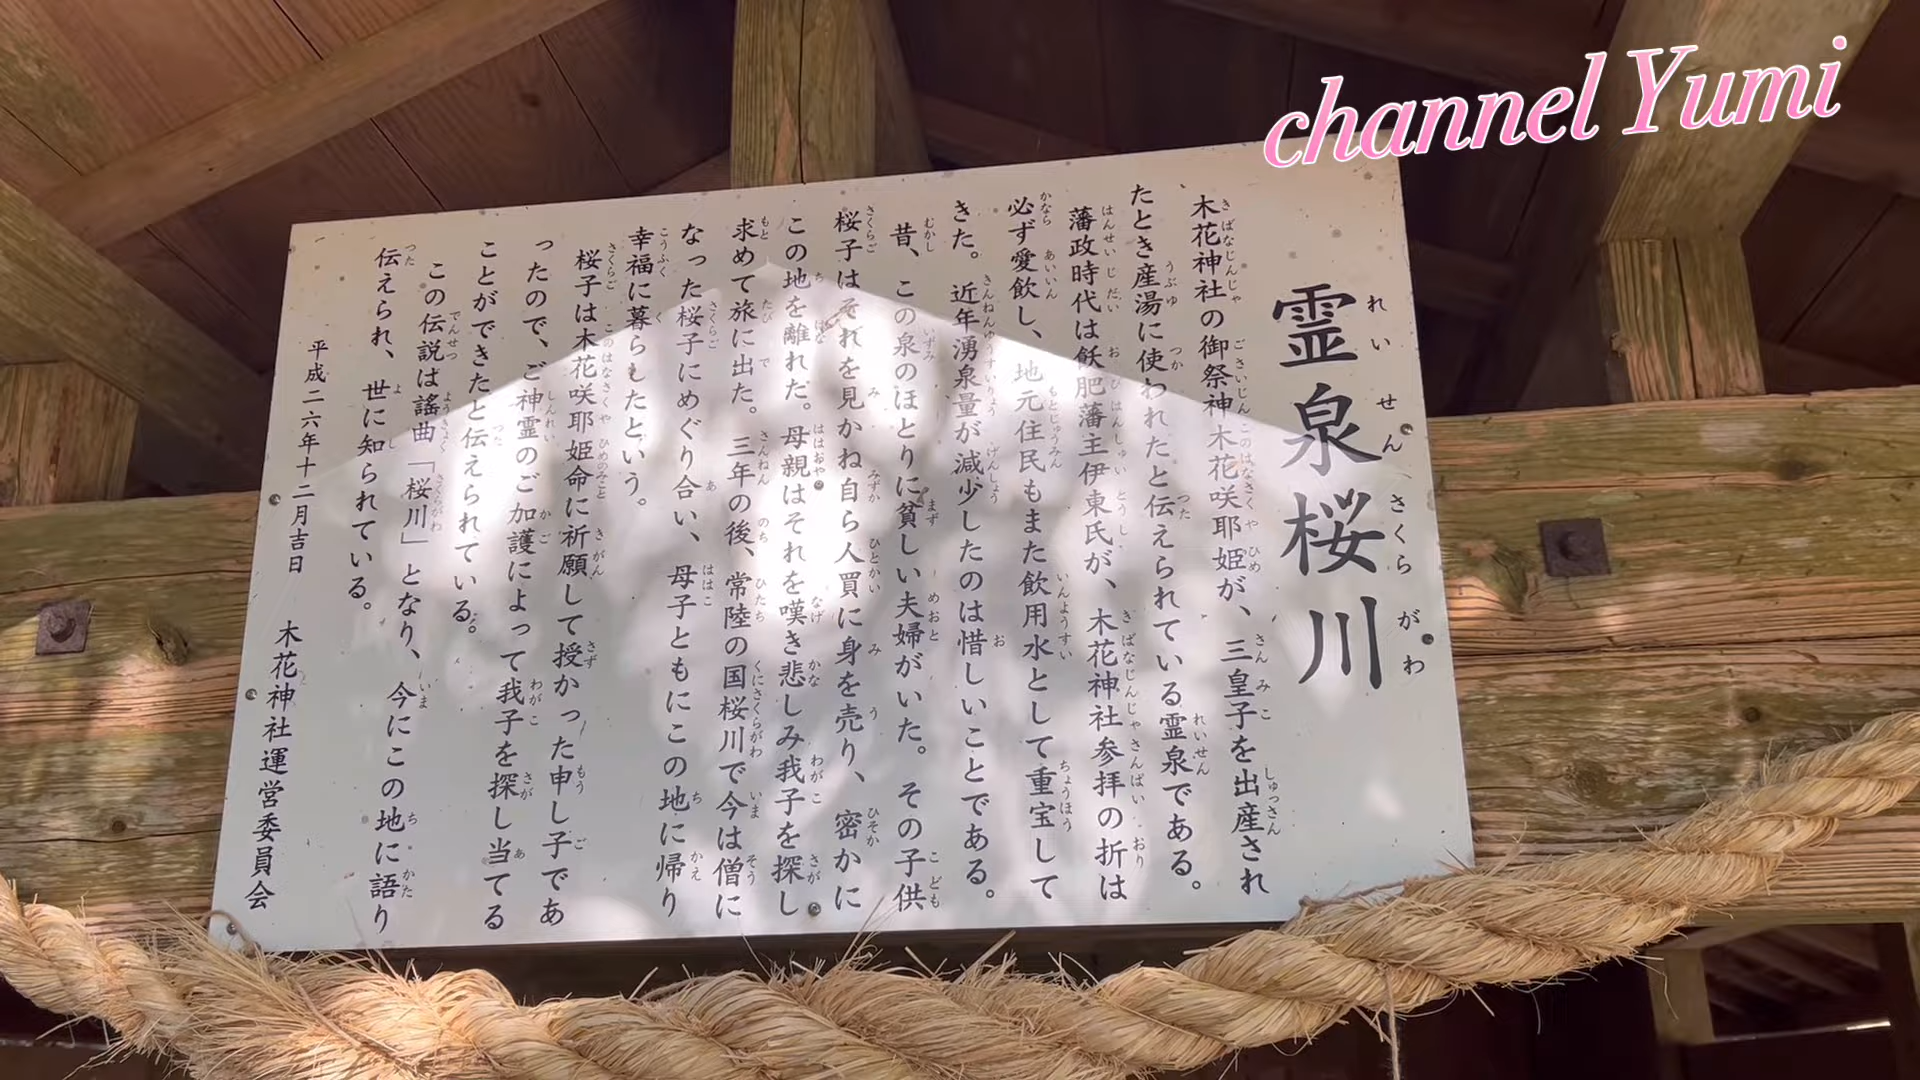 channel Yumi
霊泉桜川
木花神社の御祭神木花咲耶姫が、三皇子を出産され
たとき産湯に使われたと伝えられている霊泉である。
藩政時代は飫肥藩主伊東氏が、木花神社参拝の折は
必ず愛飲し、地元住民もまた飲用水として重宝して
きた。近年湧泉量が減少したのは惜しいことである。
昔、この泉のほとりに貧しい夫婦がいた。その子供
桜子はそれを見かね自ら人買に身を売り、密かに
この地を離れた。母親はそれを嘆き悲しみ我子を探し
求めて旅に出た。三年の後、常陸の国桜川で今は僧に
なった桜子にめぐり合い、母子ともにこの地に帰り
幸福に暮らしたという。
桜子は木花咲耶姫命に祈願して授かった申し子であ
ったので、ご神霊のご加護によって我子を探し当てる
ことができたと伝えられている。
この伝説は謡曲「桜川」となり、今にこの地に語り
伝えられ、世に知られている。
平成二六年十二月吉日
木花神社運営委員会